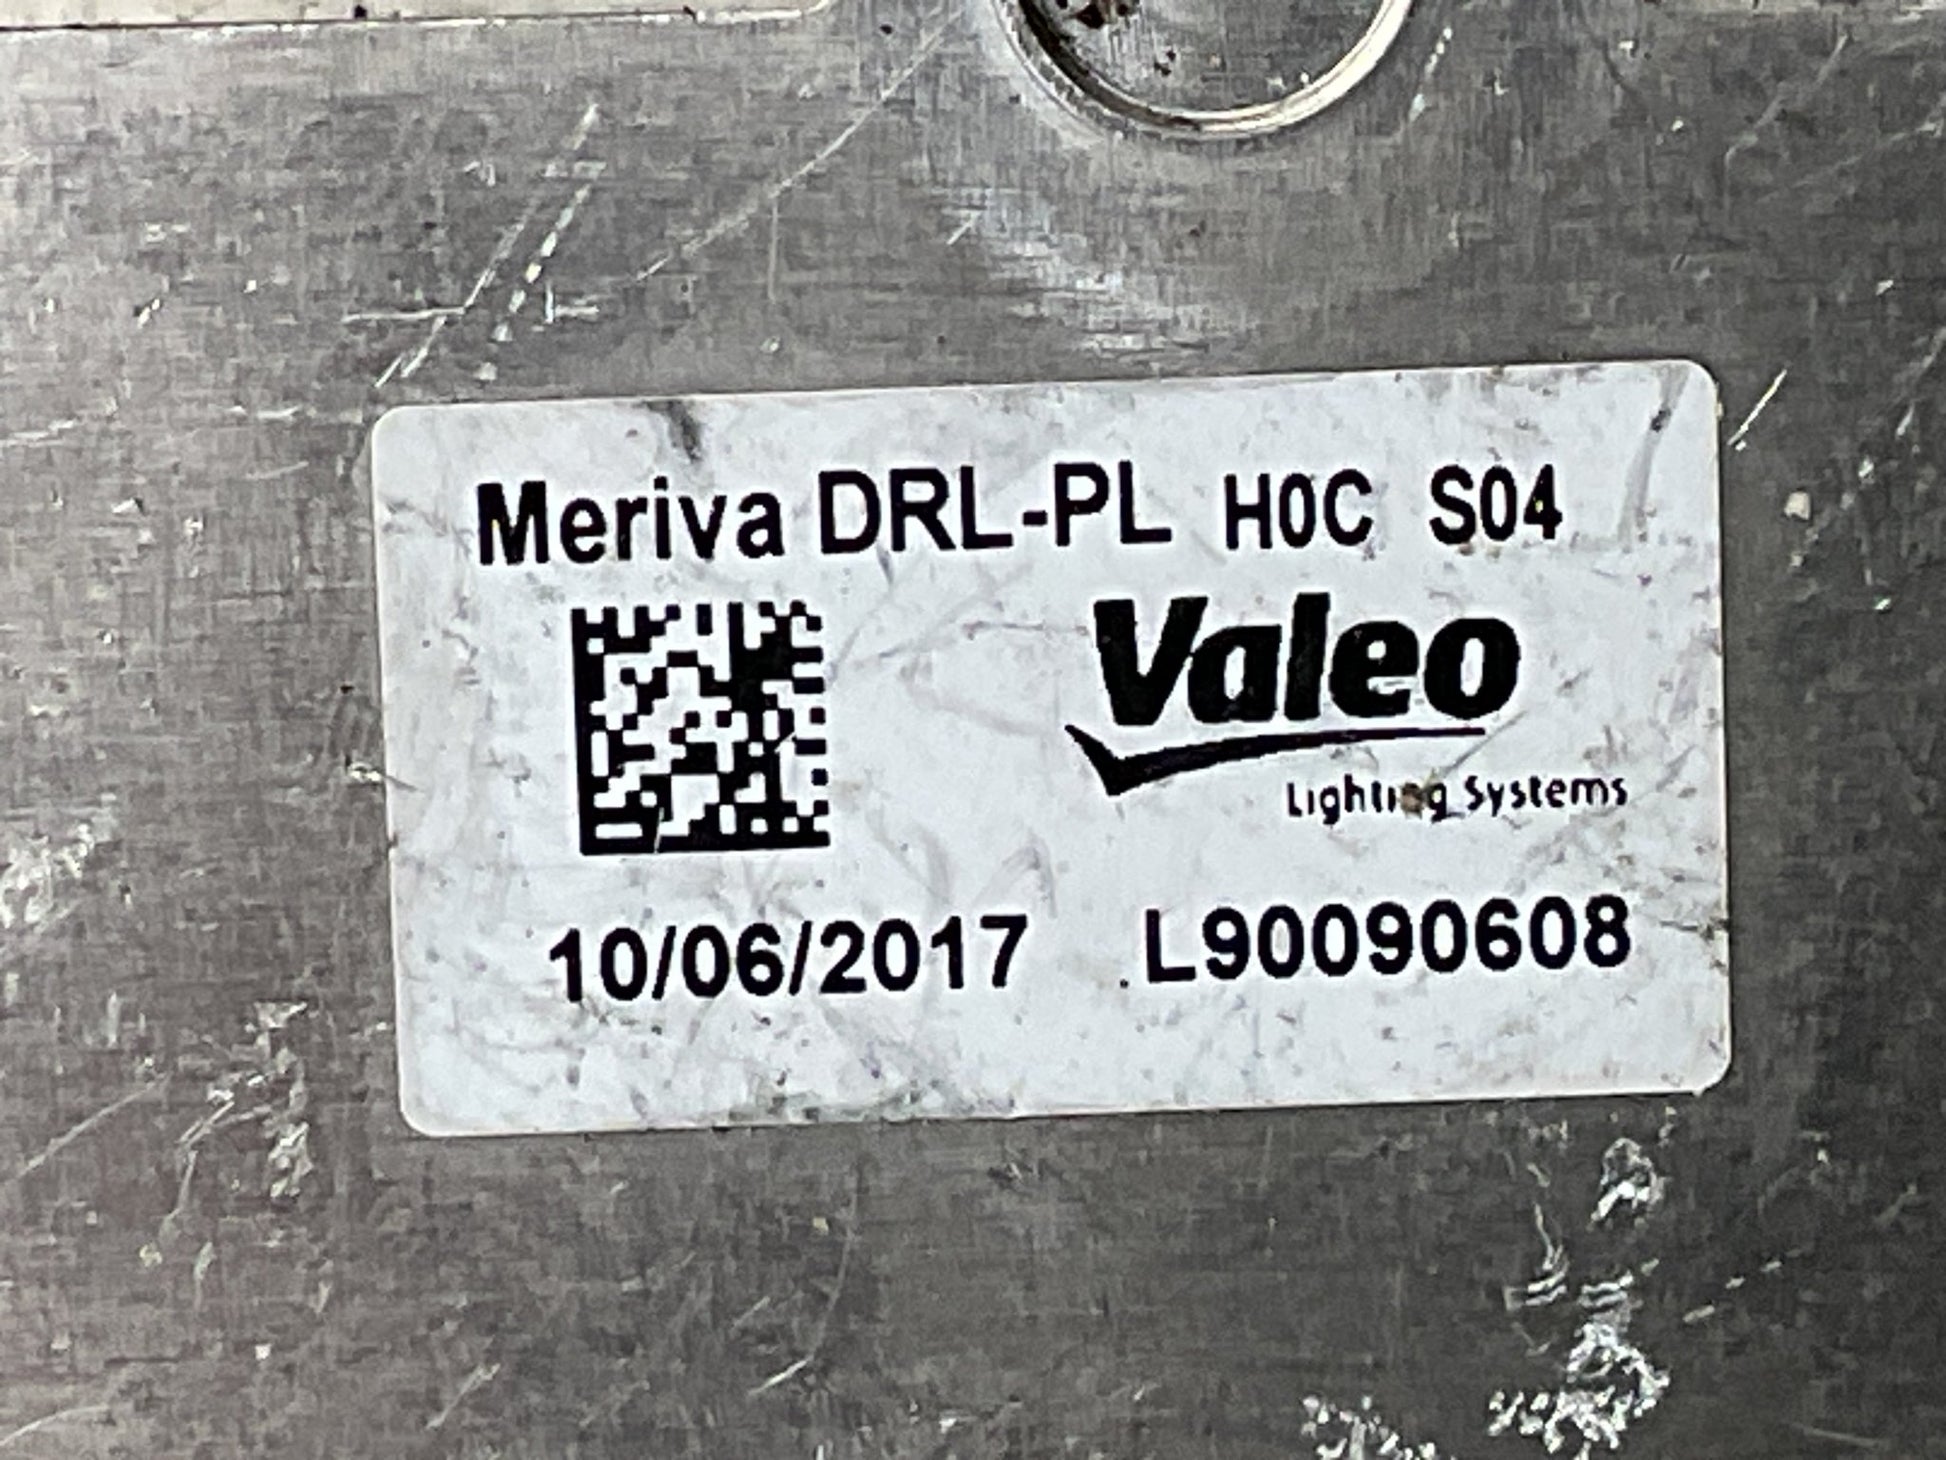 Meriva DRL-PL H0C S04
Valeo
Lighting Systems
10/06/2017 L90090608